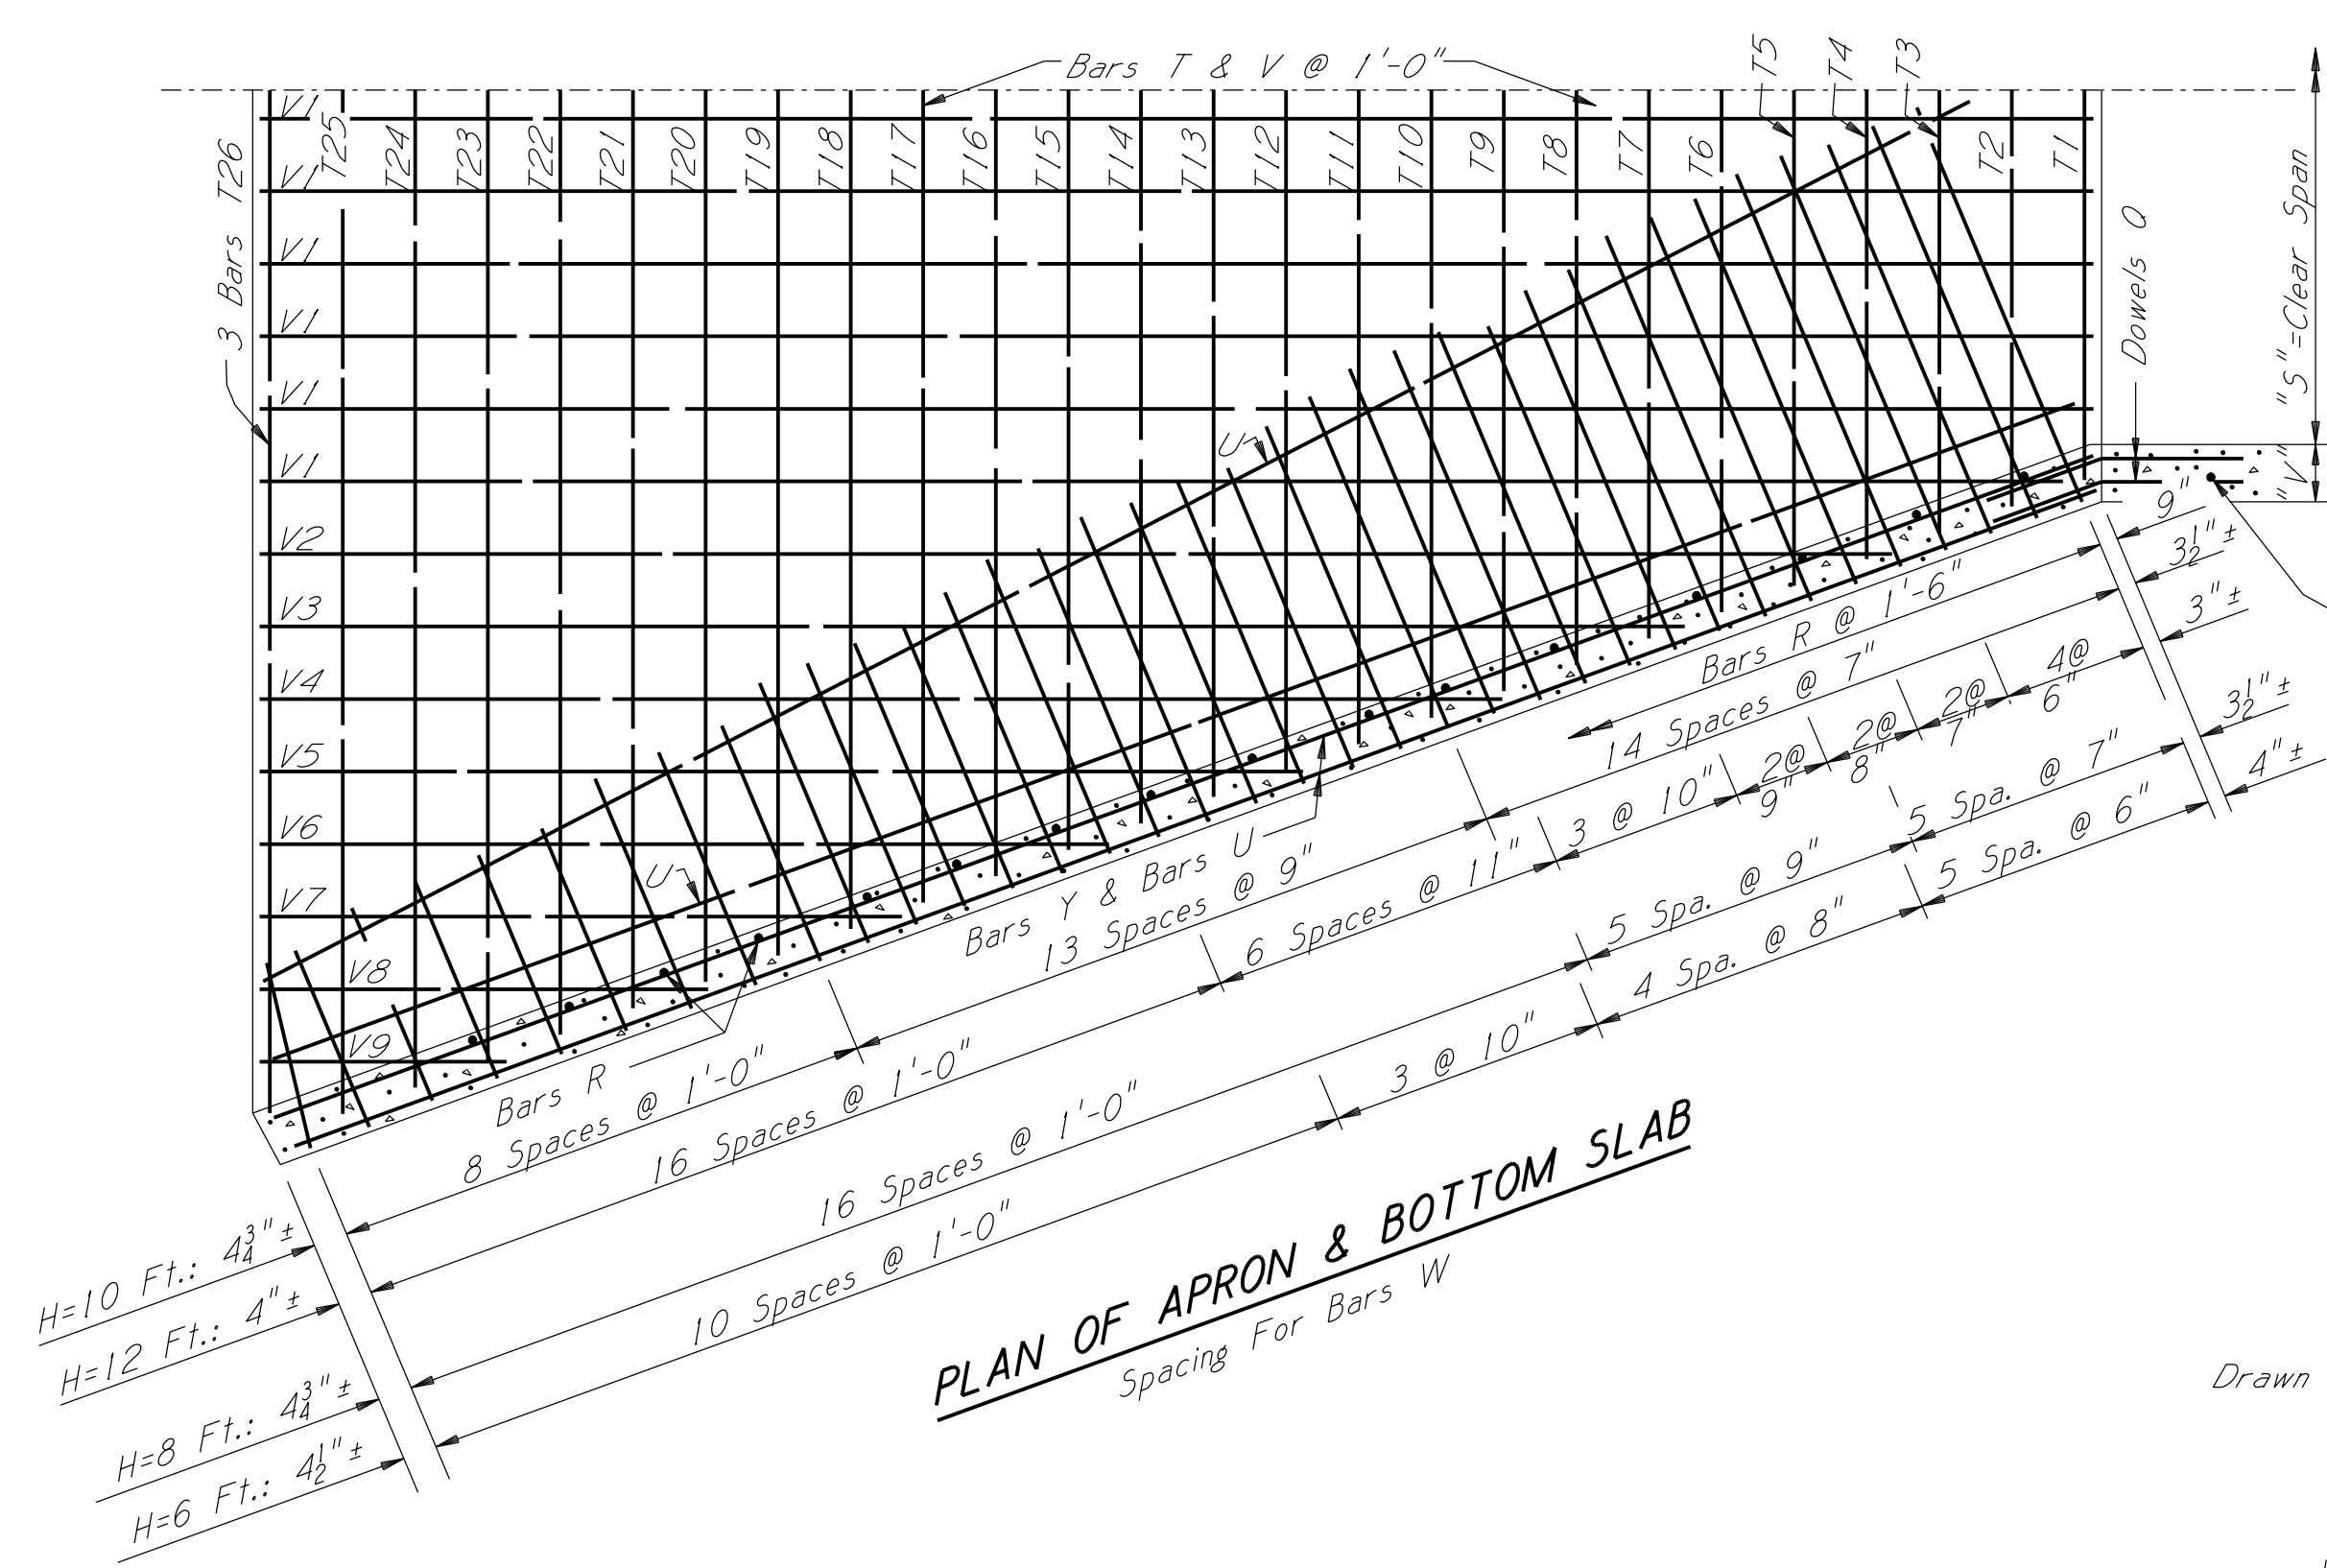 Bars T & V @ 1'-0"
T5
T4
T3
3 Bars T26
T25
T24
T23
T22
T21
T20
T19
T18
T17
T16
T15
T14
T13
T12
T11
T10
T9
T8
T7
T6
T2
T1
V1
V1
V1
V1
V1
V1
V2
V3
V4
V5
V6
V7
V8
V9
U
U
Dowels Q
"S"=Clear Span
"V"
9"
3½"±
3"±
3½"±
4"±
Bars R @ 1'-6"
Bars Y & Bars U
Bars R
8 Spaces @ 1'-0"
13 Spaces @ 9"
14 Spaces @ 7"
16 Spaces @ 1'-0"
6 Spaces @ 11"
3 @ 10"
2@ 9"
2@ 8"
2@ 7"
4@ 6"
16 Spaces @ 1'-0"
5 Spa. @ 9"
5 Spa. @ 7"
10 Spaces @ 1'-0"
3 @ 10"
4 Spa. @ 8"
5 Spa. @ 6"
H=10 Ft.: 4¾"±
H=12 Ft.: 4"±
H=8 Ft.: 4¾"±
H=6 Ft.: 4½"±
PLAN OF APRON & BOTTOM SLAB
Spacing For Bars W
Drawn